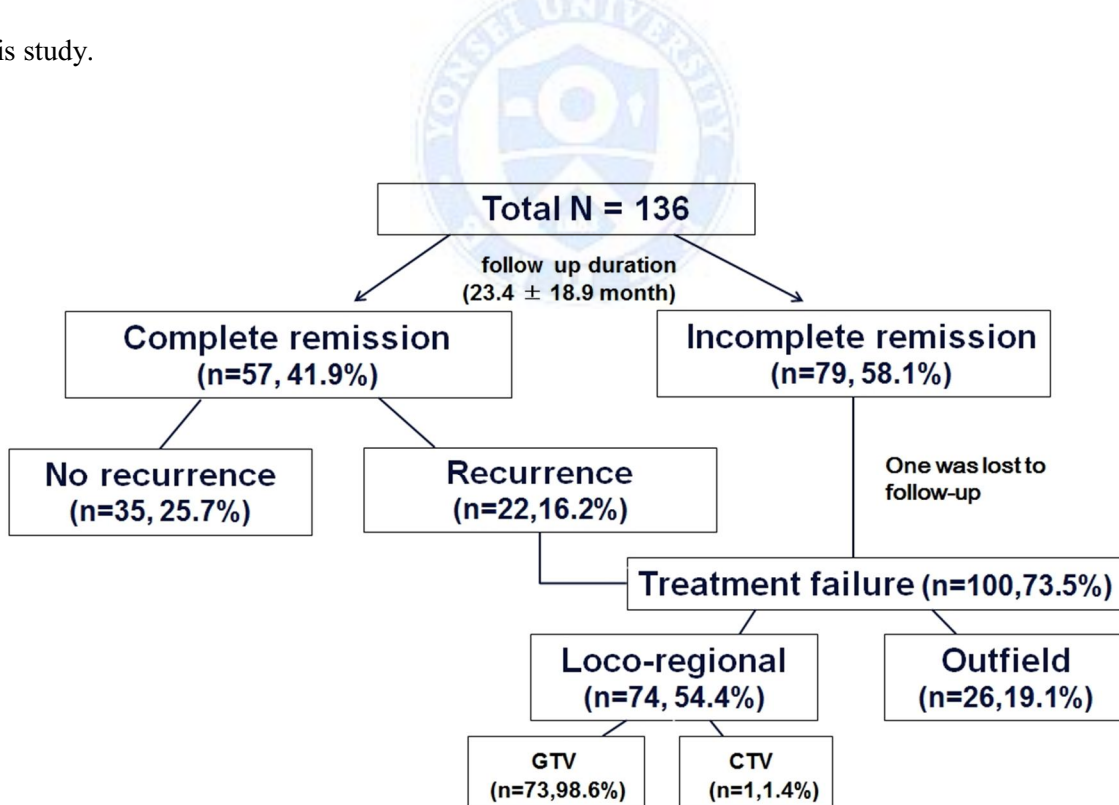 is study.
YONSEI UNIVERSITY
Total N = 136
follow up duration
(23.4 ± 18.9 month)
Complete remission
(n=57, 41.9%)
Incomplete remission
(n=79, 58.1%)
No recurrence
(n=35, 25.7%)
Recurrence
(n=22,16.2%)
One was lost to
follow-up
Treatment failure (n=100,73.5%)
Loco-regional
(n=74, 54.4%)
Outfield
(n=26,19.1%)
GTV
(n=73,98.6%)
CTV
(n=1,1.4%)